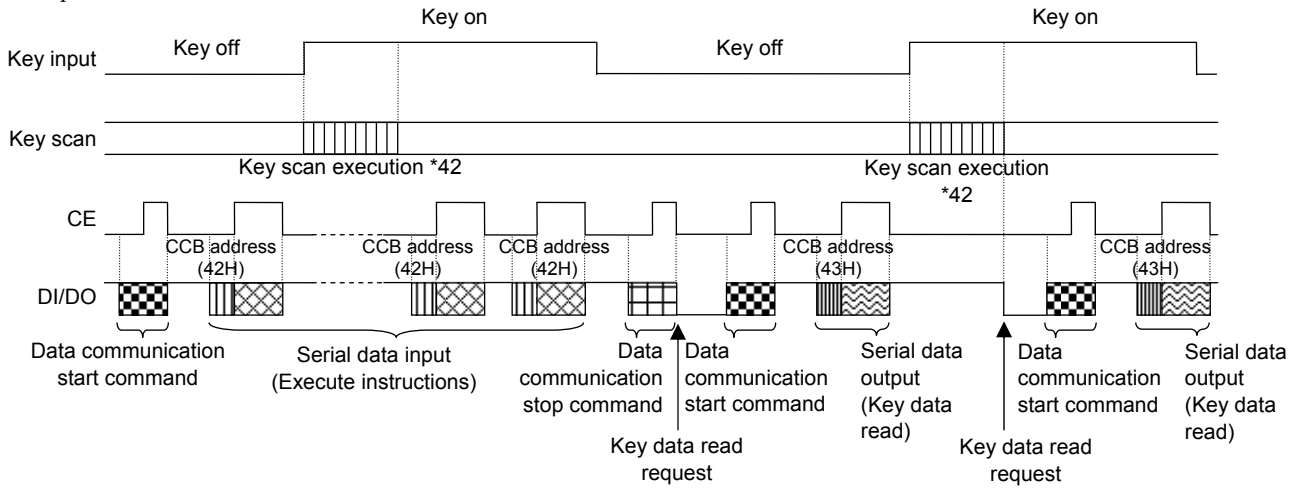 Key on
Key on
Key off
Key off
Key input
Key scan
Key scan execution *42
Key scan execution
*42
CE
CCB address
(42H)
CCB address
(42H)
CCB address
(42H)
CCB address
(43H)
CCB address
(43H)
DI/DO
Data communication
start command
Serial data input
(Execute instructions)
Data
communication
stop command
Data
communication
start command
Serial data
output
(Key data
read)
Data
communication
start command
Serial data
output
(Key data
read)
Key data read
request
Key data read
request